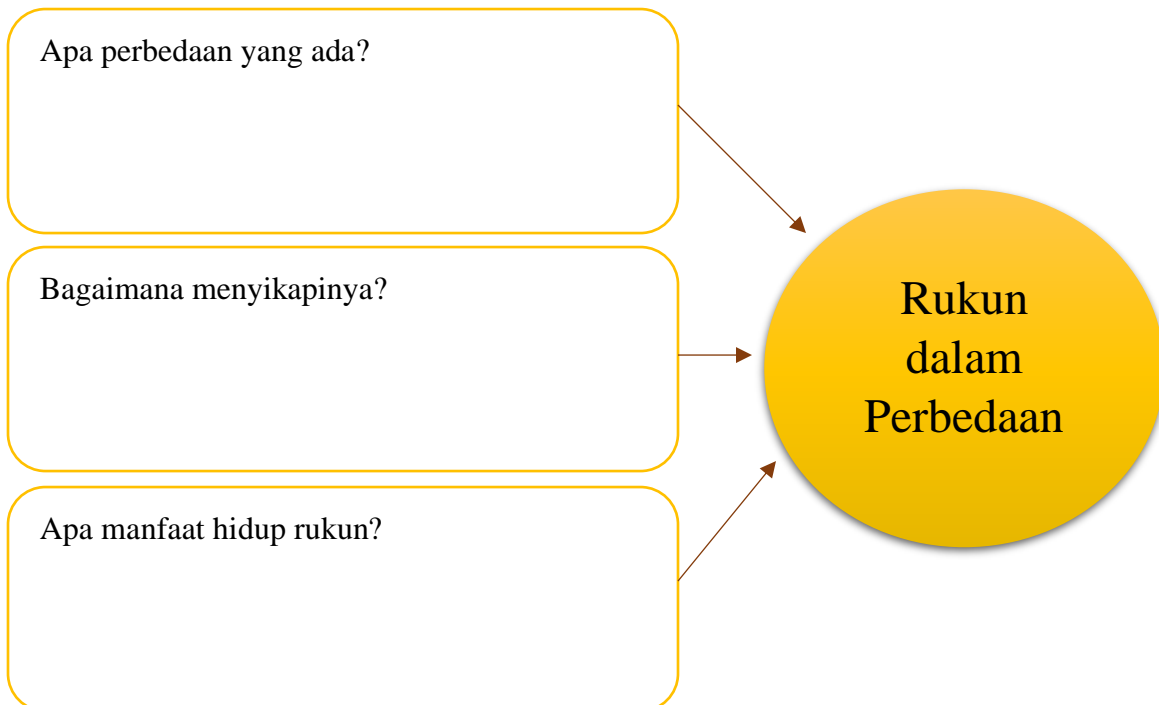 Apa perbedaan yang ada?
Bagaimana menyikapinya?
Apa manfaat hidup rukun?
Rukun
dalam
Perbedaan